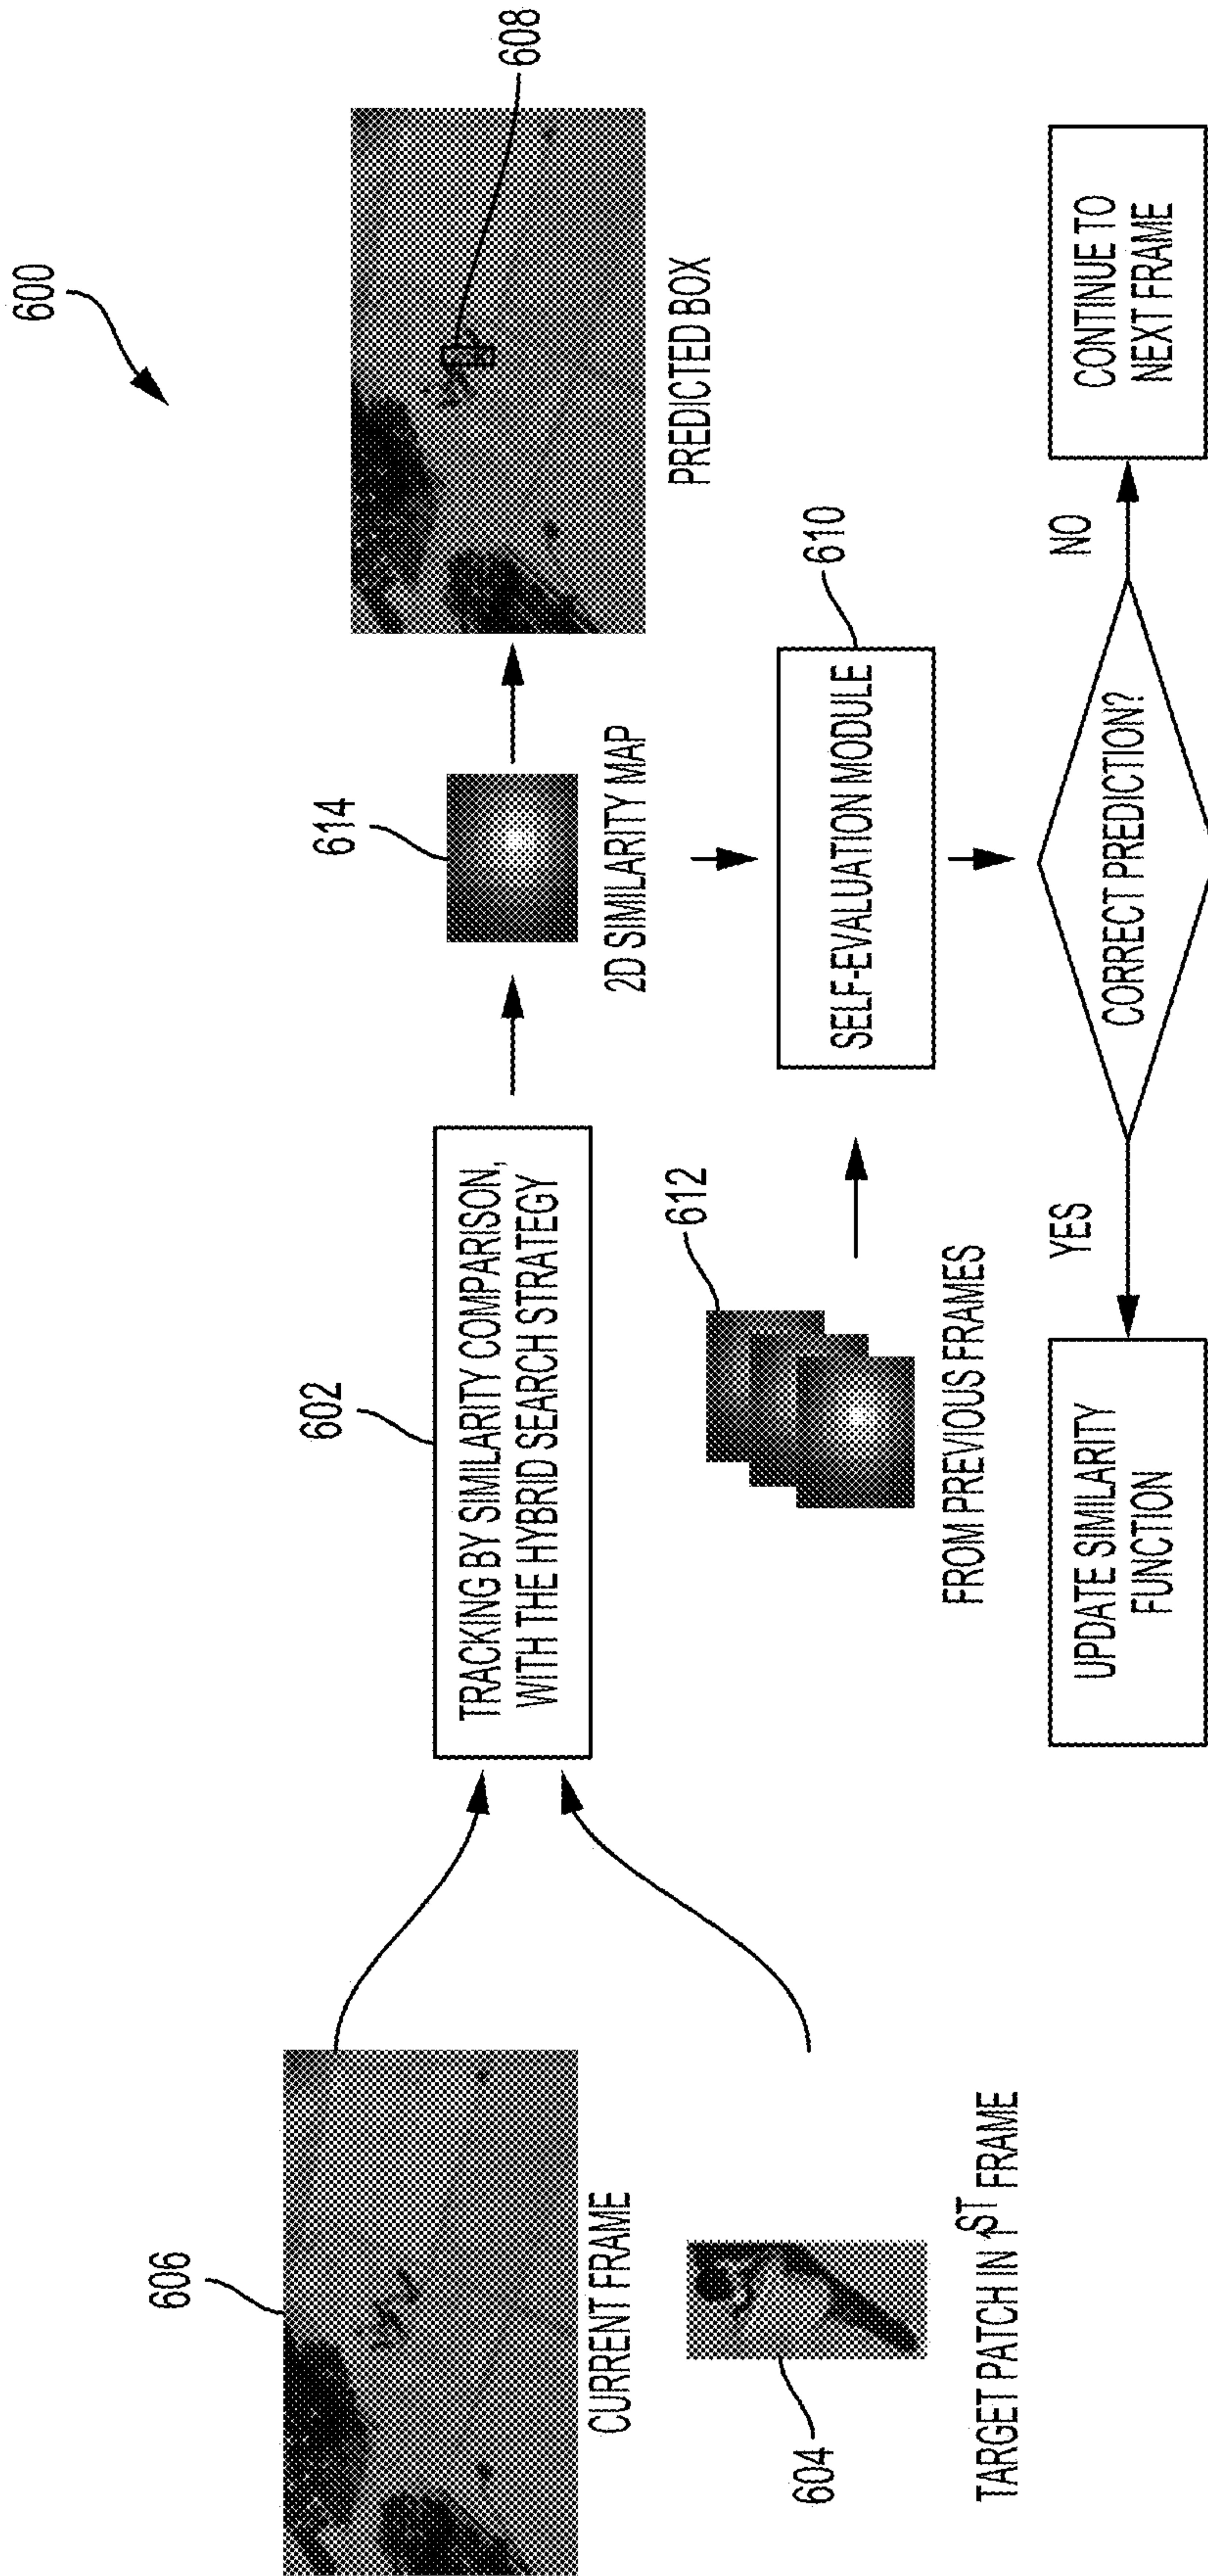 600
606
CURRENT FRAME
604
TARGET PATCH IN 1ST FRAME
602
TRACKING BY SIMILARITY COMPARISON,
WITH THE HYBRID SEARCH STRATEGY
614
2D SIMILARITY MAP
608
PREDICTED BOX
612
FROM PREVIOUS FRAMES
610
SELF-EVALUATION MODULE
CORRECT PREDICTION?
YES
NO
UPDATE SIMILARITY
FUNCTION
CONTINUE TO
NEXT FRAME